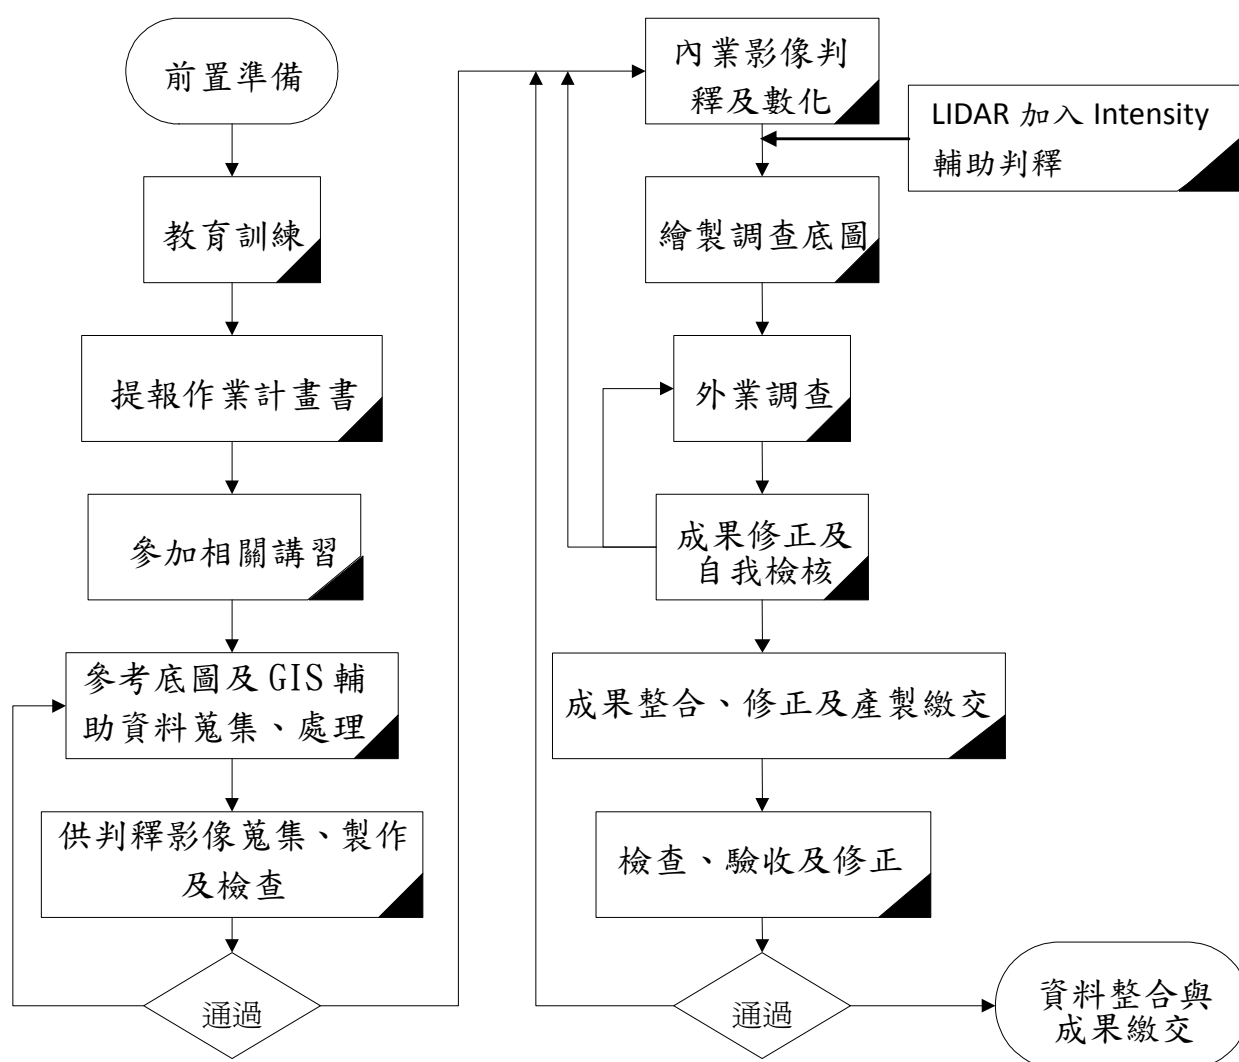 前置準備
教育訓練
提報作業計畫書
參加相關講習
參考底圖及 GIS 輔
助資料蒐集、處理
供判釋影像蒐集、製作
及檢查
通過
內業影像判
釋及數化
LIDAR 加入 Intensity
輔助判釋
繪製調查底圖
外業調查
成果修正及
自我檢核
成果整合、修正及產製繳交
檢查、驗收及修正
通過
資料整合與
成果繳交